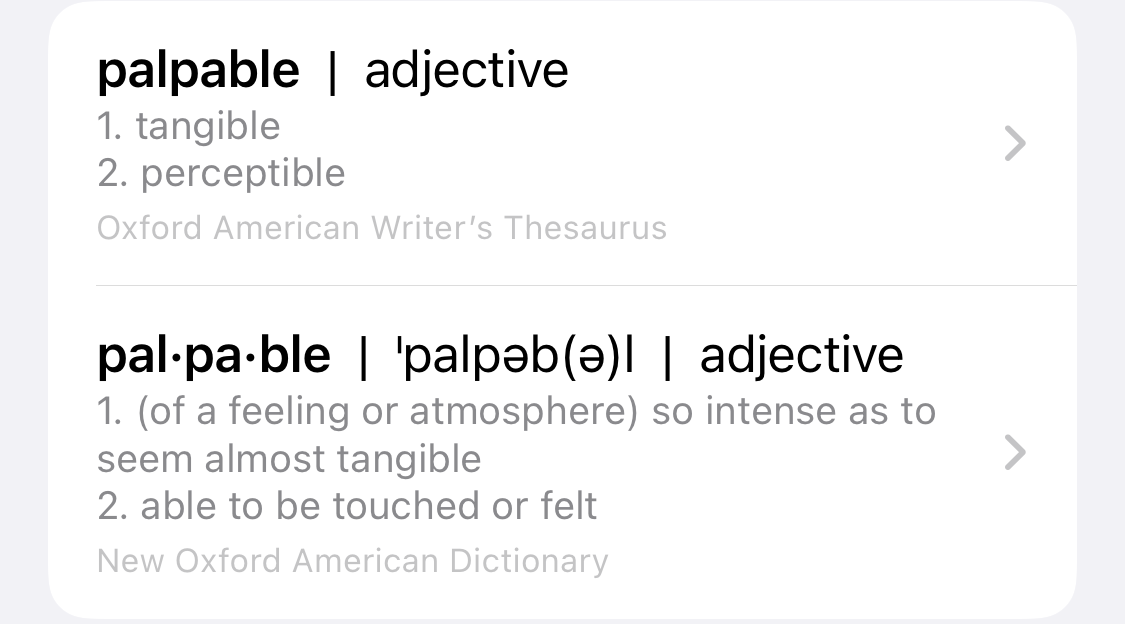 palpable | adjective
1. tangible
2. perceptible
Oxford American Writer’s Thesaurus
pal·pa·ble | ˈpalpəb(ə)l | adjective
1. (of a feeling or atmosphere) so intense as to
seem almost tangible
2. able to be touched or felt
New Oxford American Dictionary